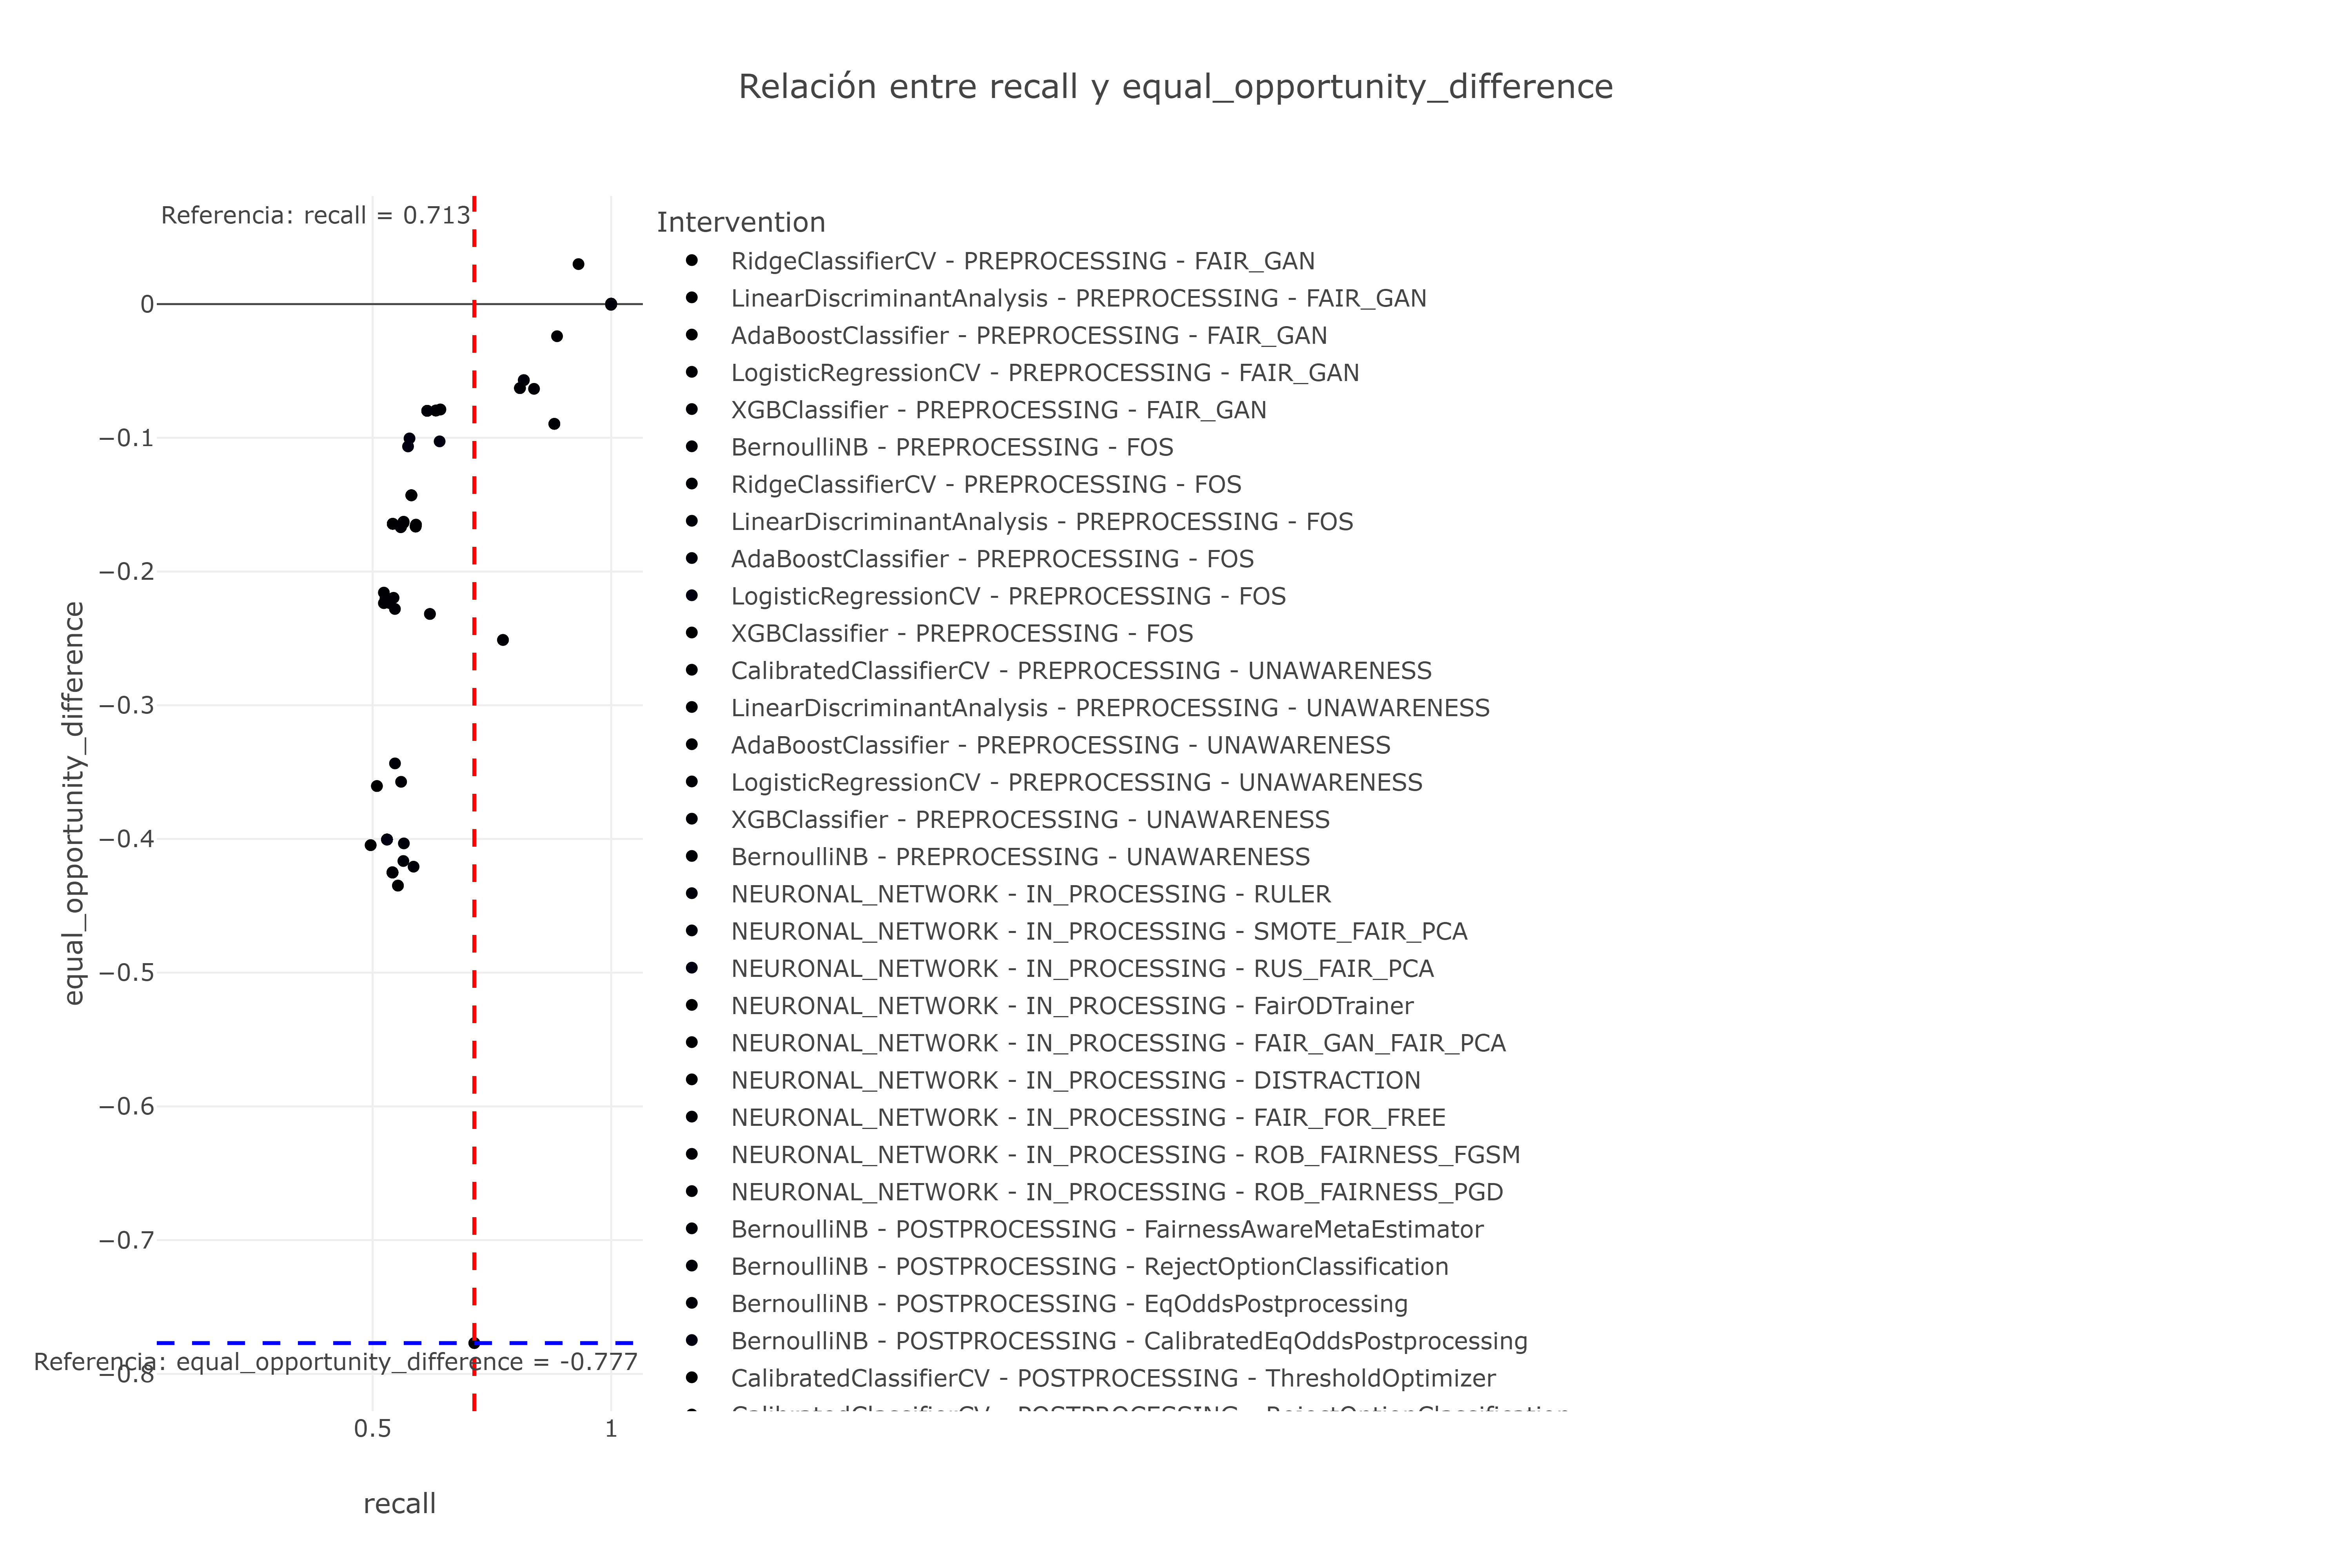 Relación entre recall y equal_opportunity_difference
Referencia: recall = 0.713
0
−0.1
−0.2
−0.3
−0.4
−0.5
−0.6
−0.7
−0.8
equal_opportunity_difference
Referencia: equal_opportunity_difference = -0.777
0.5
1
recall
Intervention
RidgeClassifierCV - PREPROCESSING - FAIR_GAN
LinearDiscriminantAnalysis - PREPROCESSING - FAIR_GAN
AdaBoostClassifier - PREPROCESSING - FAIR_GAN
LogisticRegressionCV - PREPROCESSING - FAIR_GAN
XGBClassifier - PREPROCESSING - FAIR_GAN
BernoulliNB - PREPROCESSING - FOS
RidgeClassifierCV - PREPROCESSING - FOS
LinearDiscriminantAnalysis - PREPROCESSING - FOS
AdaBoostClassifier - PREPROCESSING - FOS
LogisticRegressionCV - PREPROCESSING - FOS
XGBClassifier - PREPROCESSING - FOS
CalibratedClassifierCV - PREPROCESSING - UNAWARENESS
LinearDiscriminantAnalysis - PREPROCESSING - UNAWARENESS
AdaBoostClassifier - PREPROCESSING - UNAWARENESS
LogisticRegressionCV - PREPROCESSING - UNAWARENESS
XGBClassifier - PREPROCESSING - UNAWARENESS
BernoulliNB - PREPROCESSING - UNAWARENESS
NEURONAL_NETWORK - IN_PROCESSING - RULER
NEURONAL_NETWORK - IN_PROCESSING - SMOTE_FAIR_PCA
NEURONAL_NETWORK - IN_PROCESSING - RUS_FAIR_PCA
NEURONAL_NETWORK - IN_PROCESSING - FairODTrainer
NEURONAL_NETWORK - IN_PROCESSING - FAIR_GAN_FAIR_PCA
NEURONAL_NETWORK - IN_PROCESSING - DISTRACTION
NEURONAL_NETWORK - IN_PROCESSING - FAIR_FOR_FREE
NEURONAL_NETWORK - IN_PROCESSING - ROB_FAIRNESS_FGSM
NEURONAL_NETWORK - IN_PROCESSING - ROB_FAIRNESS_PGD
BernoulliNB - POSTPROCESSING - FairnessAwareMetaEstimator
BernoulliNB - POSTPROCESSING - RejectOptionClassification
BernoulliNB - POSTPROCESSING - EqOddsPostprocessing
BernoulliNB - POSTPROCESSING - CalibratedEqOddsPostprocessing
CalibratedClassifierCV - POSTPROCESSING - ThresholdOptimizer